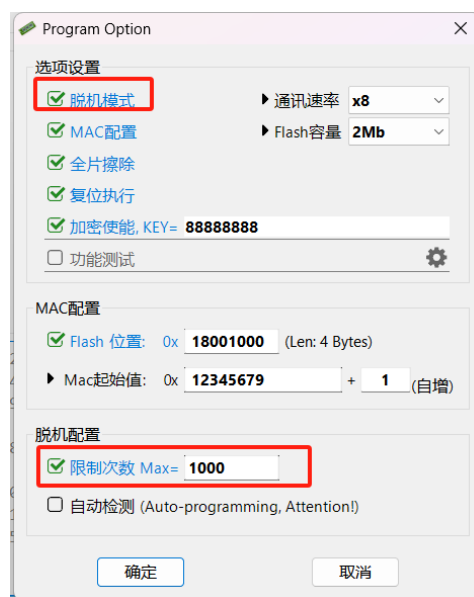 Program Option
选项设置
脱机模式 通讯速率 x8
MAC配置 Flash容量 2Mb
全片擦除
复位执行
加密使能, KEY= 88888888
功能测试
MAC配置
Flash 位置: 0x 18001000 (Len: 4 Bytes)
Mac起始值: 0x 12345679 + 1 (自增)
脱机配置
限制次数 Max= 1000
自动检测 (Auto-programming, Attention!)
确定 取消